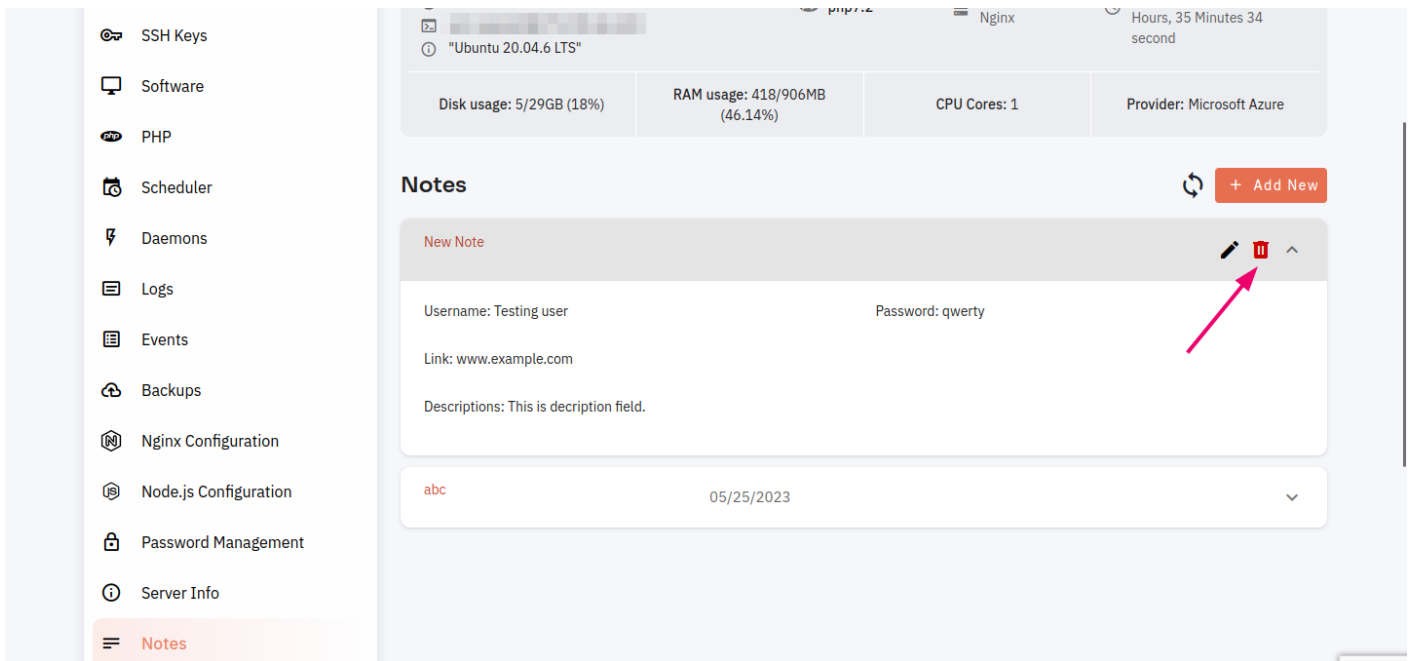 SSH Keys
Software
PHP
Scheduler
Daemons
Logs
Events
Backups
Nginx Configuration
Node.js Configuration
Password Management
Server Info
Notes
php7.2
Nginx
Hours, 35 Minutes 34
second
"Ubuntu 20.04.6 LTS"
Disk usage: 5/29GB (18%)
RAM usage: 418/906MB
(46.14%)
CPU Cores: 1
Provider: Microsoft Azure
Notes
+ Add New
New Note
Username: Testing user
Password: qwerty
Link: www.example.com
Descriptions: This is decription field.
abc
05/25/2023